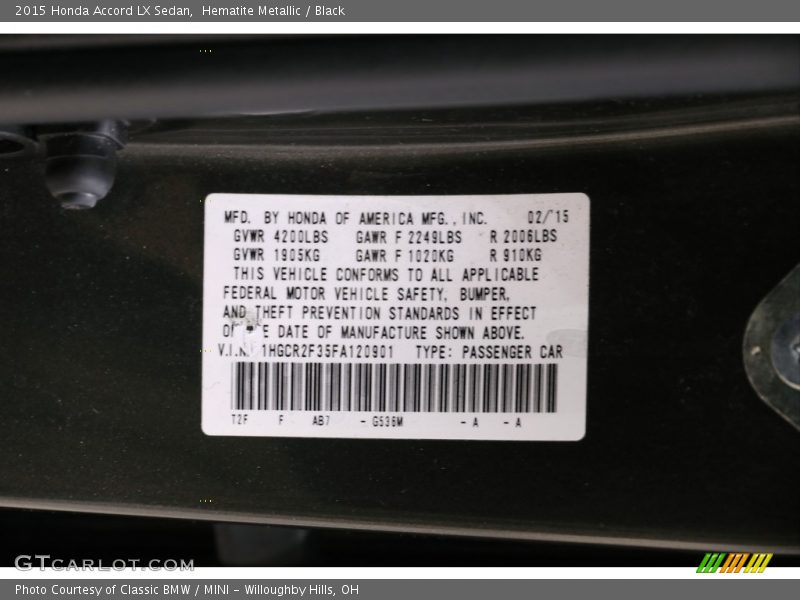 2015 Honda Accord LX Sedan, Hematite Metallic / Black
MFD. BY HONDA OF AMERICA MFG., INC. 02/'15
GVWR 4200LBS GAWR F 2249LBS R 2006LBS
GVWR 1905KG GAWR F 1020KG R 910KG
THIS VEHICLE CONFORMS TO ALL APPLICABLE
FEDERAL MOTOR VEHICLE SAFETY, BUMPER,
AND THEFT PREVENTION STANDARDS IN EFFECT
DATE OF MANUFACTURE SHOWN ABOVE.
V.I.N. 1HGCR2F35FA120901 TYPE: PASSENGER CAR
T2F F AB7 - G536M - A - A
GTcarlot.com
Photo Courtesy of Classic BMW / MINI - Willoughby Hills, OH